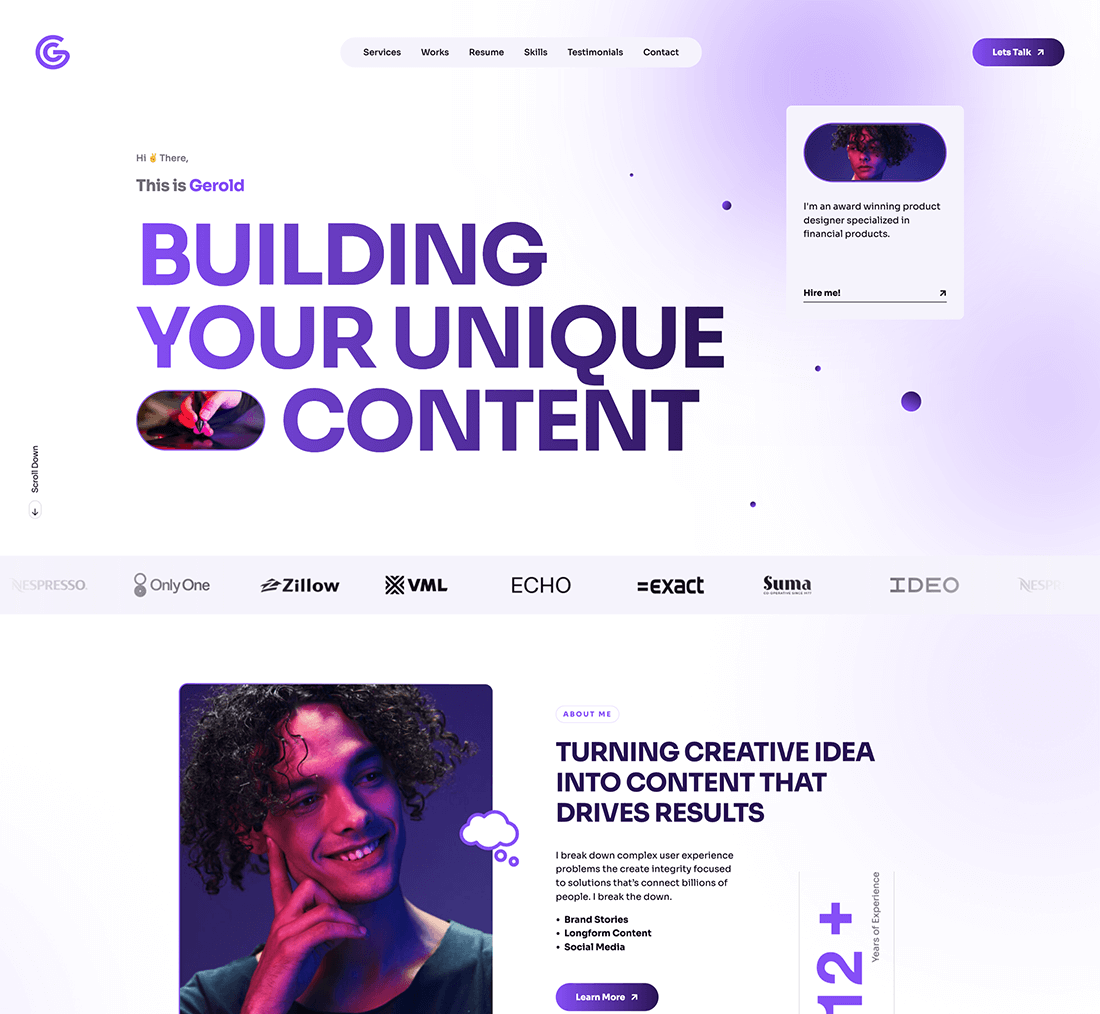 Services Works Resume Skills Testimonials Contact
Lets Talk
Hi ✌ There,
This is Gerold
BUILDING
YOUR UNIQUE
CONTENT
I'm an award winning product
designer specialized in
financial products.
Hire me!
Scroll Down
NESPRESSO. OnlyOne Zillow VML ECHO =exact Suma IDEO NESPR
ABOUT ME
TURNING CREATIVE IDEA
INTO CONTENT THAT
DRIVES RESULTS
I break down complex user experience
problems the create integrity focused
to solutions that's connect billions of
people. I break the down.
• Brand Stories
• Longform Content
• Social Media
Learn More
12 +
Years of Experience